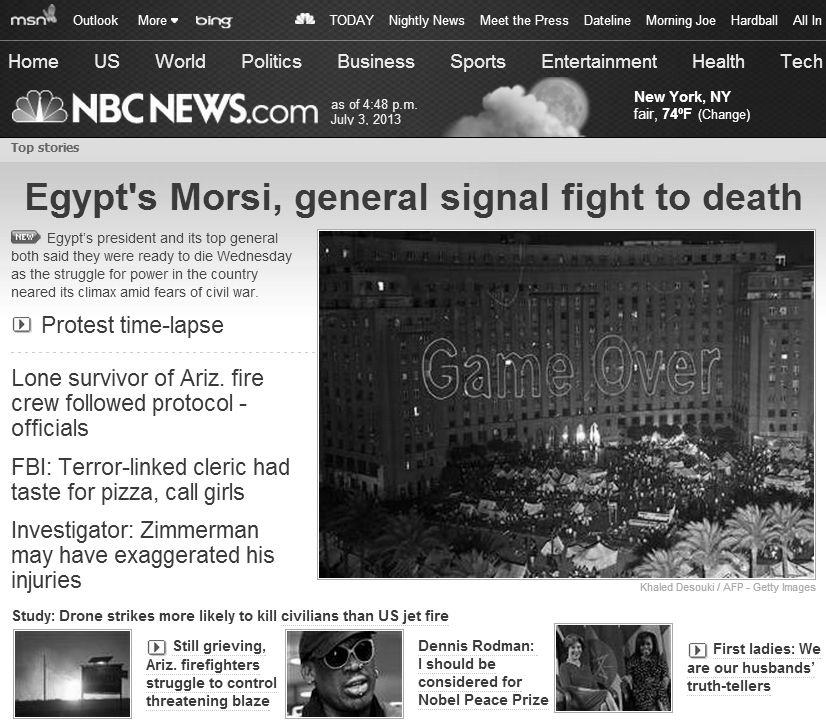 msn Outlook More bing TODAY Nightly News Meet the Press Dateline Morning Joe Hardball All In
Home US World Politics Business Sports Entertainment Health Tech
NBCNEWS.com
as of 4:48 p.m.
July 3, 2013
New York, NY
fair, 74ºF (Change)
Top stories
Egypt's Morsi, general signal fight to death
NEW Egypt's president and its top general
both said they were ready to die Wednesday
as the struggle for power in the country
neared its climax amid fears of civil war.
Protest time-lapse
Lone survivor of Ariz. fire
crew followed protocol -
officials
FBI: Terror-linked cleric had
taste for pizza, call girls
Investigator: Zimmerman
may have exaggerated his
injuries
Game Over
Khaled Desouki / AFP - Getty Images
Study: Drone strikes more likely to kill civilians than US jet fire
Still grieving,
Ariz. firefighters
struggle to control
threatening blaze
Dennis Rodman:
I should be
considered for
Nobel Peace Prize
First ladies: We
are our husbands'
truth-tellers